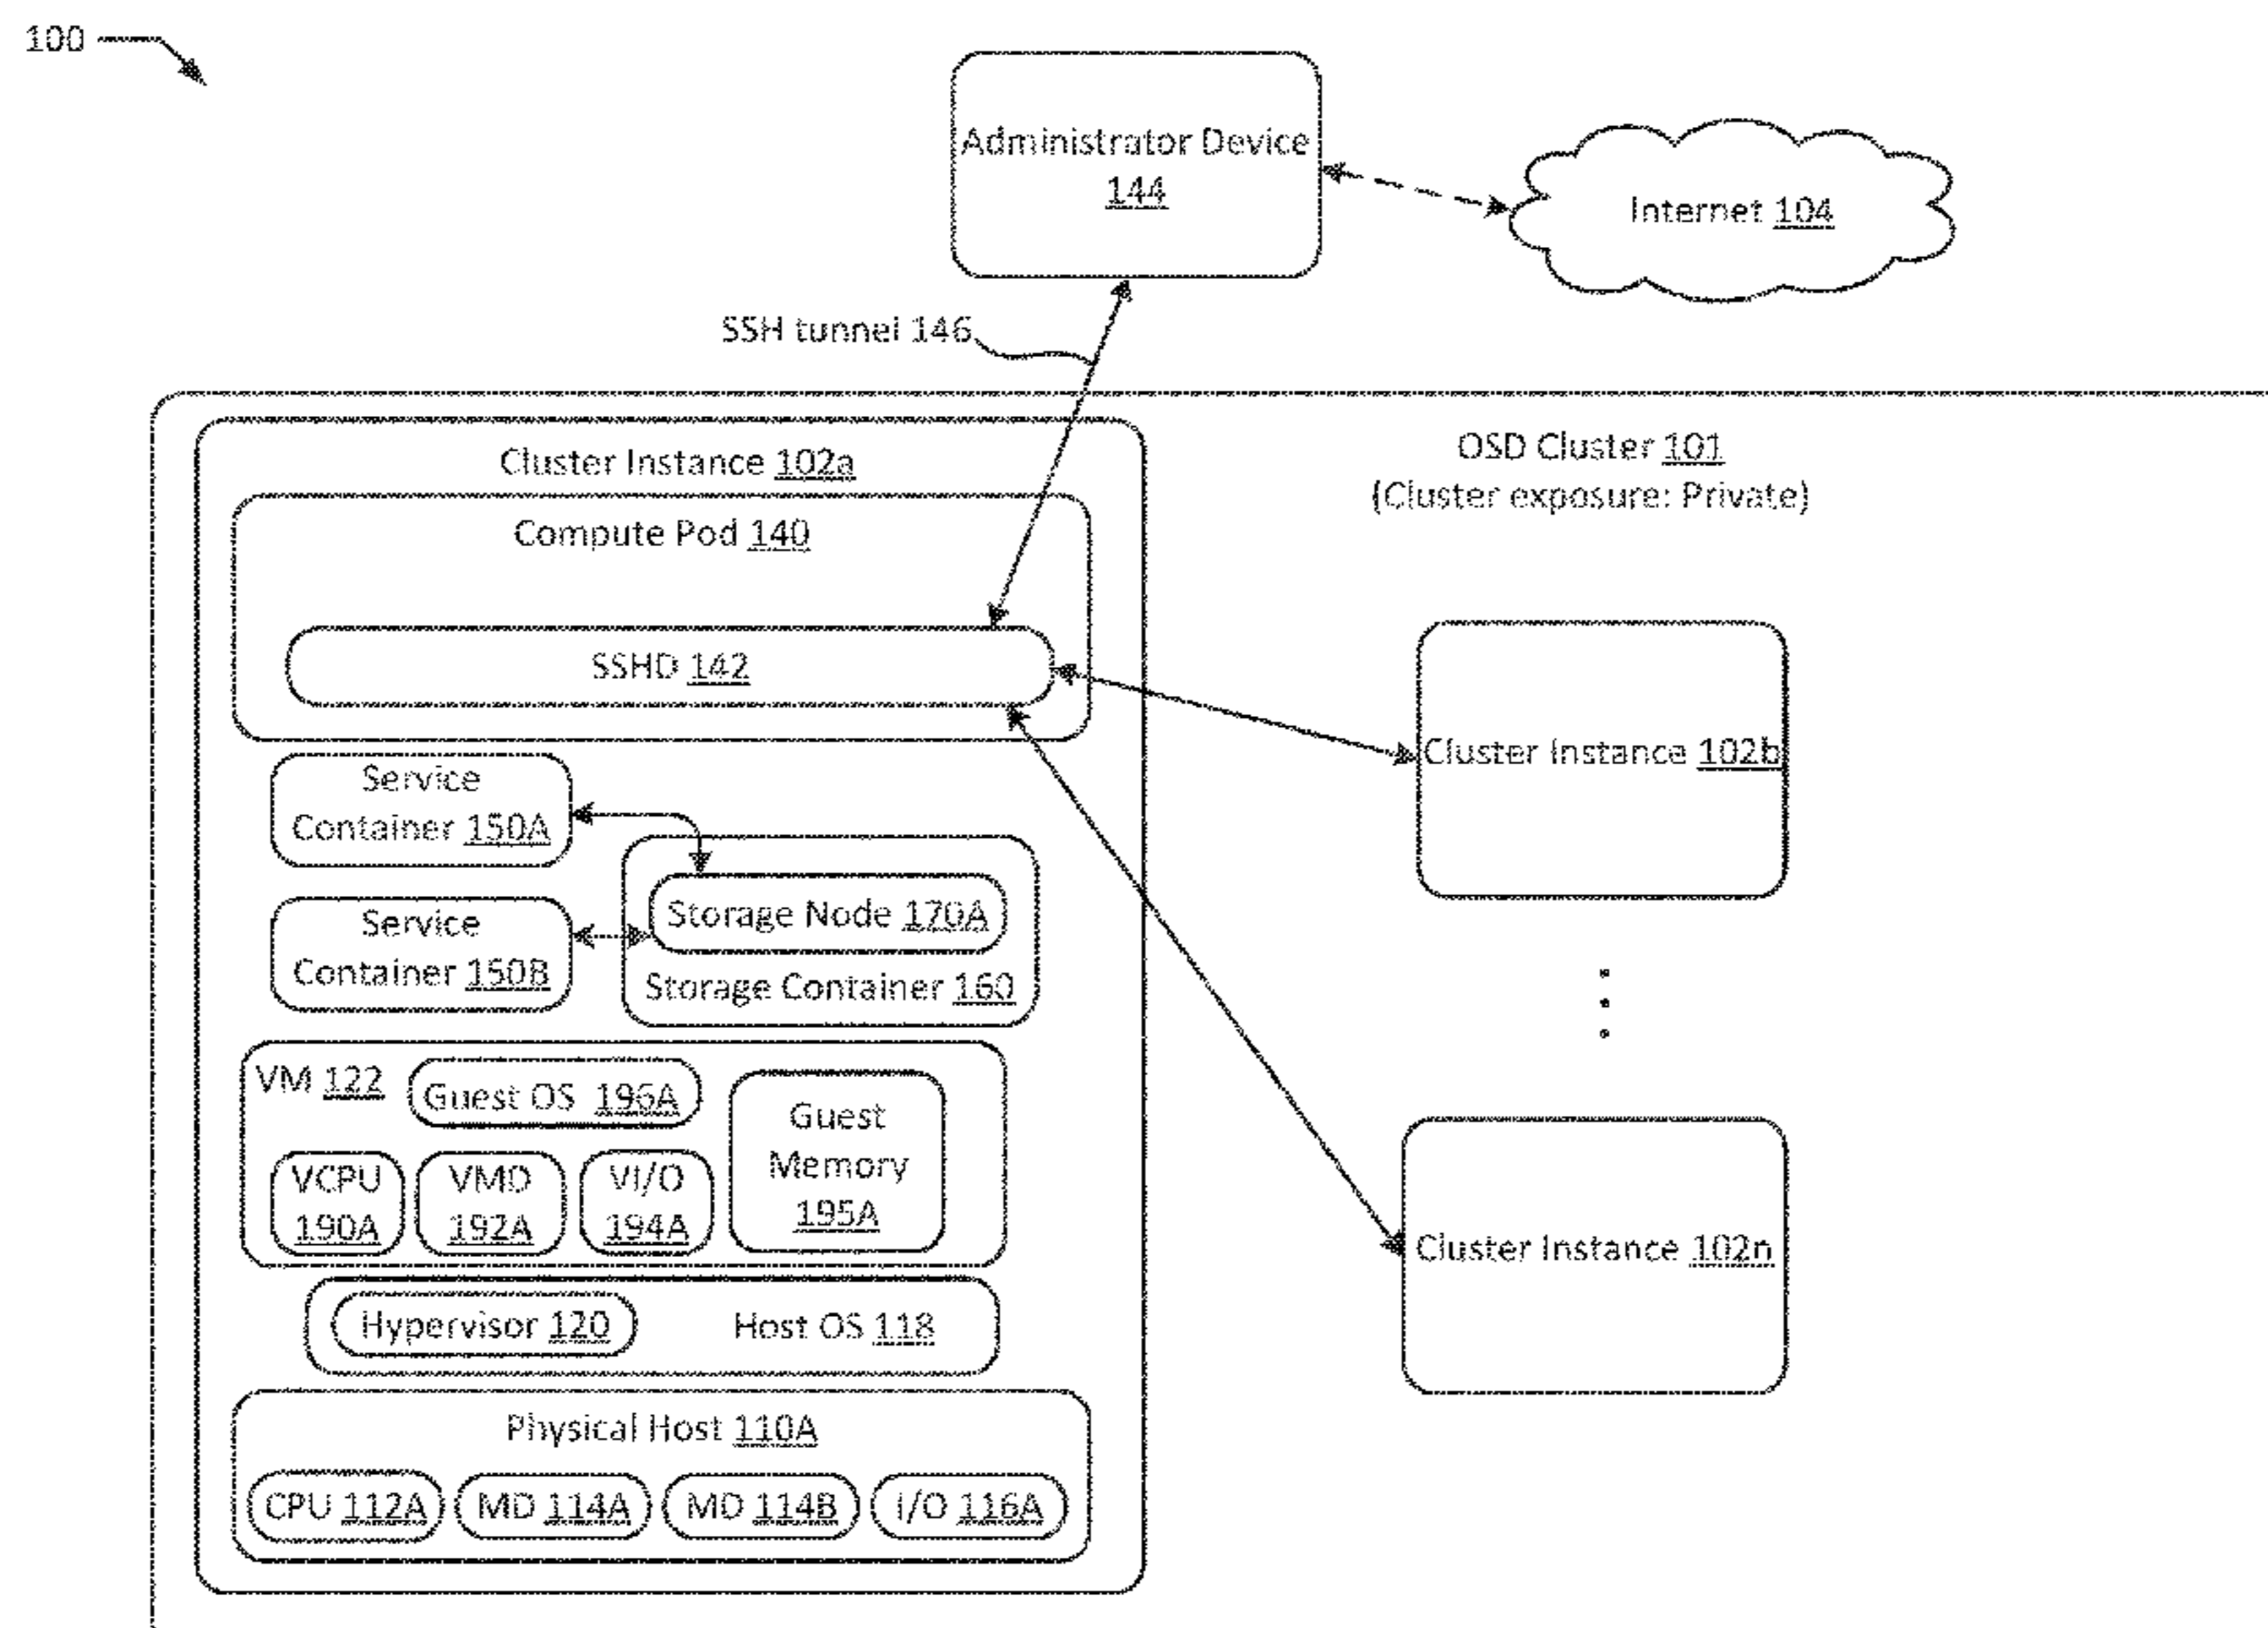 100
Administrator Device
144
Internet 104
SSH tunnel 146
OSD Cluster 101
(Cluster exposure: Private)
Cluster Instance 102a
Compute Pod 140
SSHD 142
Cluster Instance 102b
Service
Container 150A
Storage Node 170A
Service
Container 150B
Storage Container 160
VM 122
Guest OS 196A
Guest
Memory
195A
VCPU
190A
VMD
192A
VI/O
194A
Cluster Instance 102n
Hypervisor 120
Host OS 118
Physical Host 110A
CPU 112A
MD 114A
MD 114B
I/O 116A